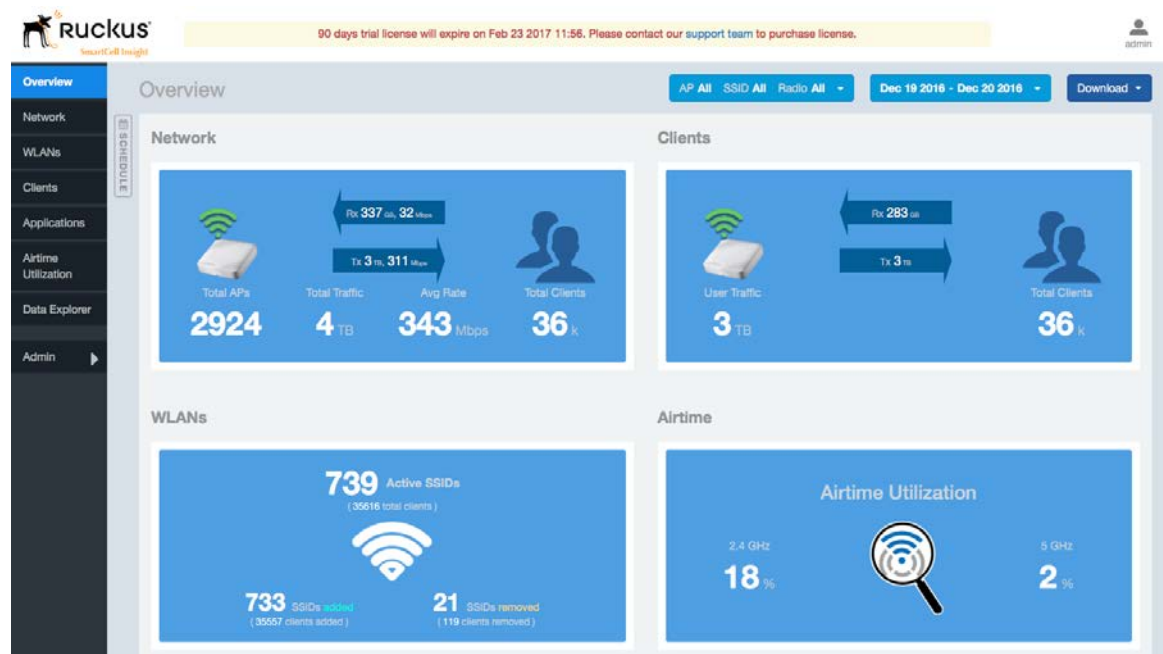 RUCKUS
SmartCell Insight
90 days trial license will expire on Feb 23 2017 11:56. Please contact our support team to purchase license.
admin
Overview
Network
WLANs
Clients
Applications
Airtime
Utilization
Data Explorer
Admin
SCHEDULE
Overview
AP All SSID All Radio All
Dec 19 2016 - Dec 20 2016
Download
Network
Rx 337 GB, 32 Mbps
Tx 3 TB, 311 Mbps
Total APs
2924
Total Traffic
4 TB
Avg Rate
343 Mbps
Total Clients
36 k
Clients
Rx 283 GB
Tx 3 TB
User Traffic
3 TB
Total Clients
36 k
WLANs
739 Active SSIDs
( 35616 total clients )
733 SSIDs added
( 35557 clients added )
21 SSIDs removed
( 119 clients removed )
Airtime
Airtime Utilization
2.4 GHz
18 %
5 GHz
2 %